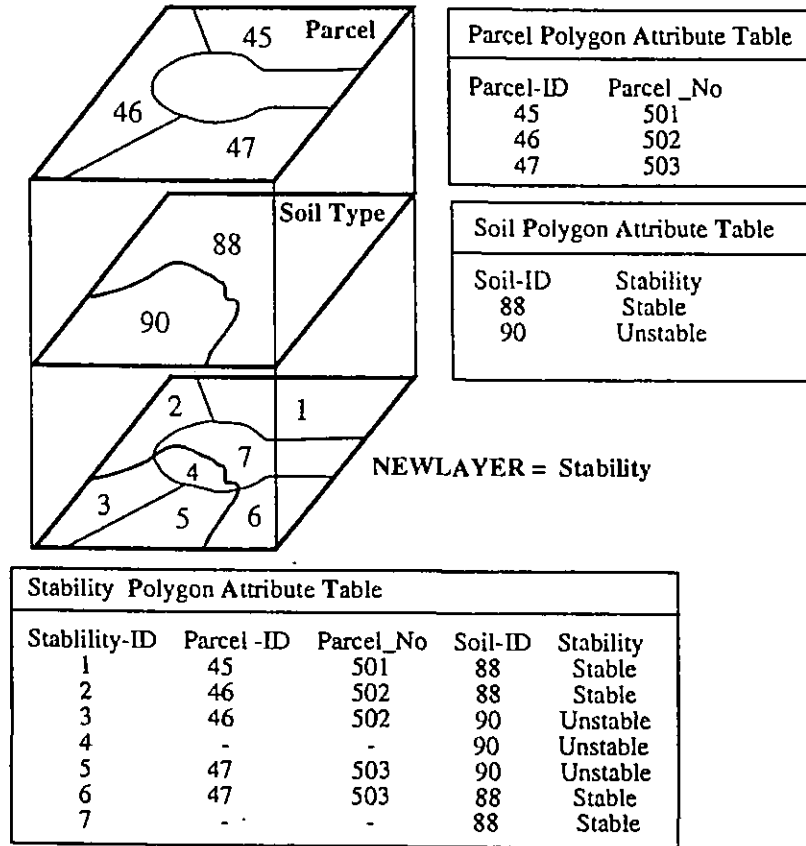 Parcel
45
46
47
Parcel Polygon Attribute Table
Parcel-ID Parcel _No
45 501
46 502
47 503
Soil Type
88
90
Soil Polygon Attribute Table
Soil-ID Stability
88 Stable
90 Unstable
2 1
7
4
3 5 6
NEWLAYER = Stability
Stability Polygon Attribute Table
Stablility-ID Parcel -ID Parcel_No Soil-ID Stability
1 45 501 88 Stable
2 46 502 88 Stable
3 46 502 90 Unstable
4 - - 90 Unstable
5 47 503 90 Unstable
6 47 503 88 Stable
7 - - 88 Stable